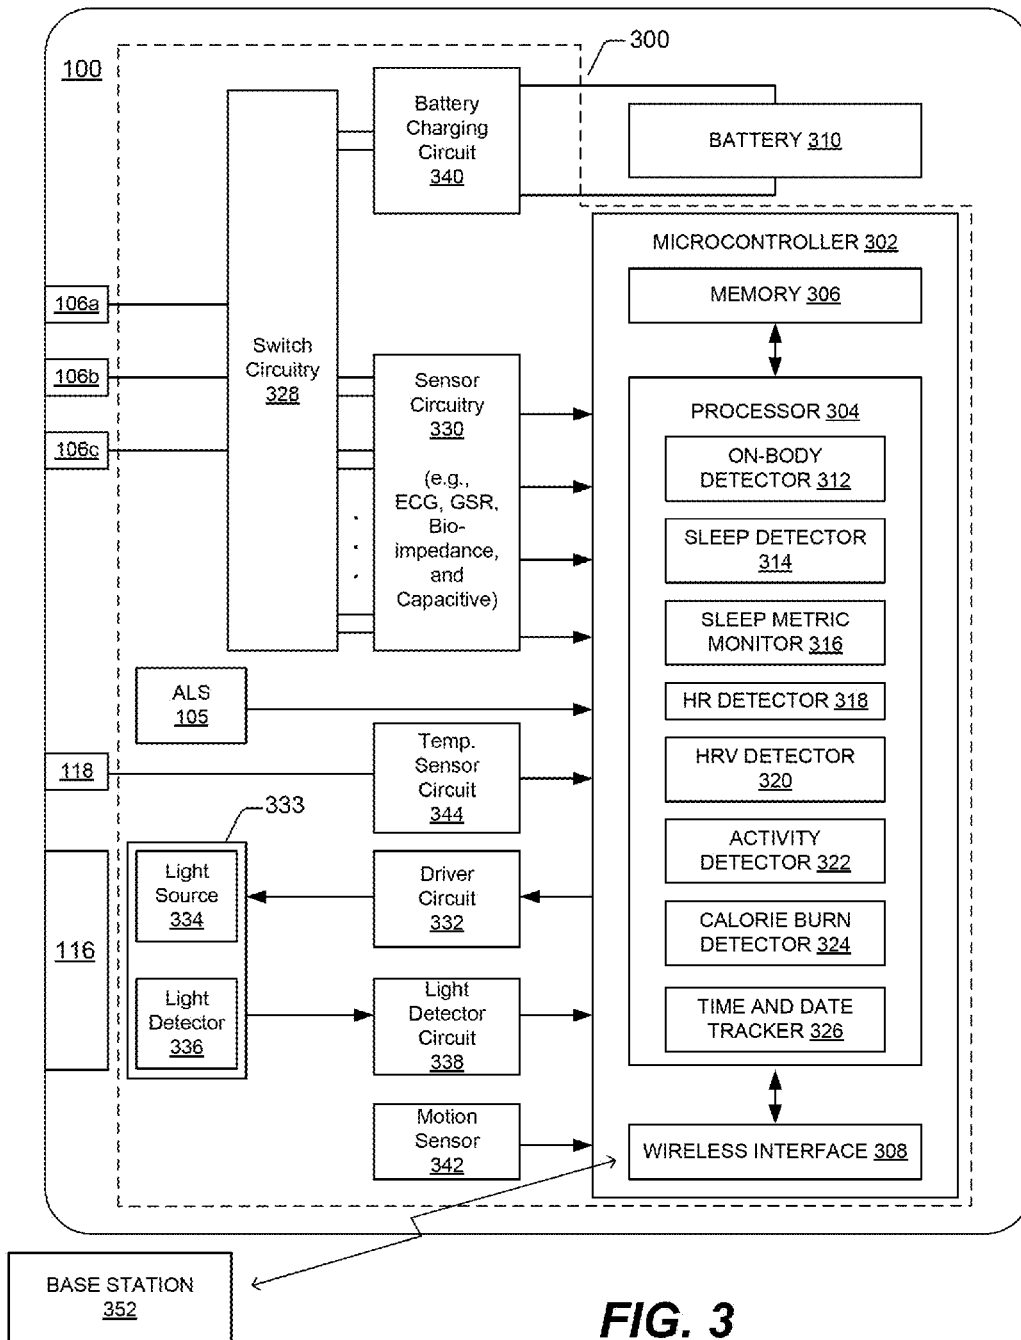 100
300
Battery
Charging
Circuit
340
BATTERY 310
MICROCONTROLLER 302
MEMORY 306
106a
106b
106c
Switch
Circuitry
328
Sensor
Circuitry
330
(e.g.,
ECG, GSR,
Bio-
impedance,
and
Capacitive)
PROCESSOR 304
ON-BODY
DETECTOR 312
SLEEP DETECTOR
314
SLEEP METRIC
MONITOR 316
HR DETECTOR 318
HRV DETECTOR
320
ACTIVITY
DETECTOR 322
CALORIE BURN
DETECTOR 324
TIME AND DATE
TRACKER 326
ALS
105
118
Temp.
Sensor
Circuit
344
333
116
Light
Source
334
Driver
Circuit
332
Light
Detector
336
Light
Detector
Circuit
338
Motion
Sensor
342
WIRELESS INTERFACE 308
BASE STATION
352
FIG. 3